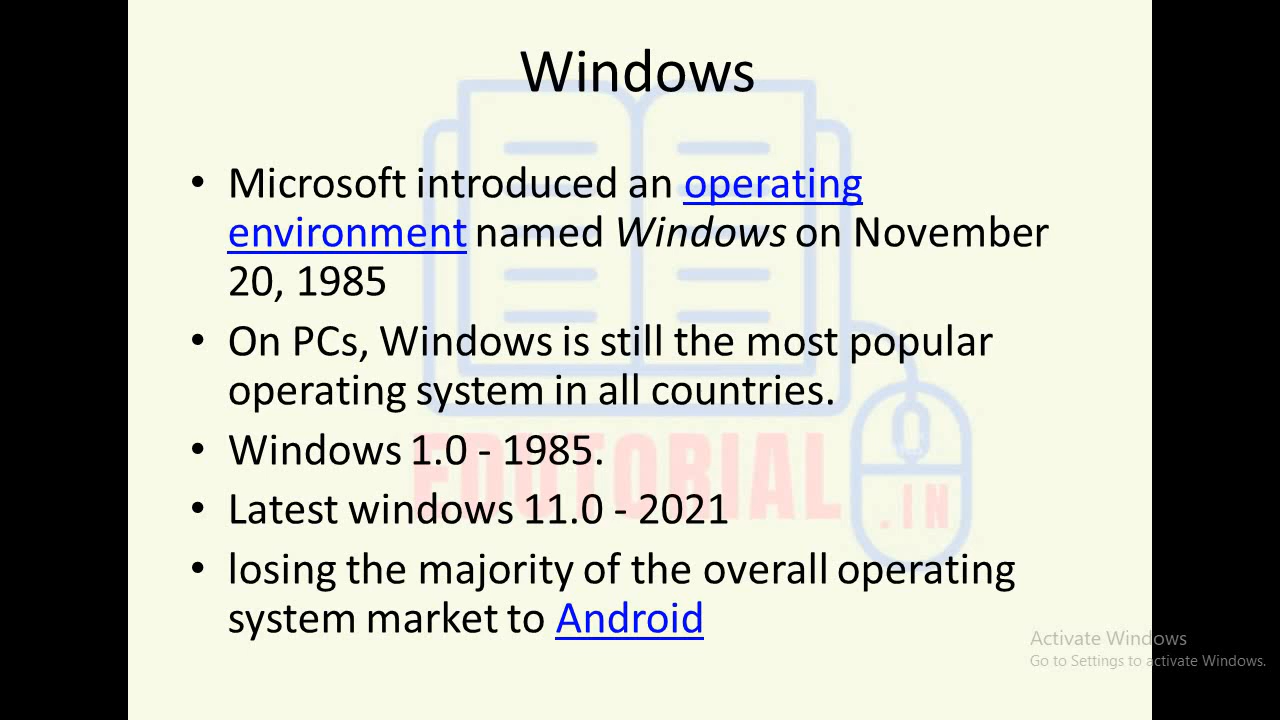 Windows
• Microsoft introduced an operating
environment named Windows on November
20, 1985
• On PCs, Windows is still the most popular
operating system in all countries.
• Windows 1.0 - 1985.
• Latest windows 11.0 - 2021
• losing the majority of the overall operating
system market to Android
EDUTORIAL
.IN
Activate Windows
Go to Settings to activate Windows.